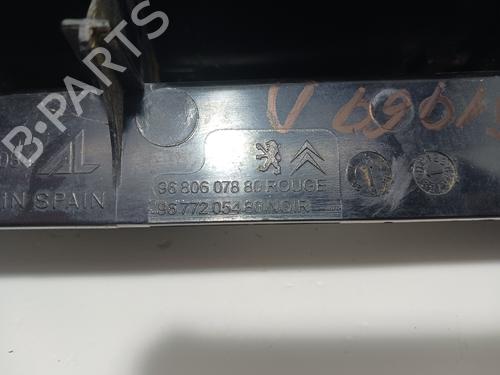 B-PARTS
IN SPAIN
96 806 078 80 ROUGE
96 772 054 80 NOIR